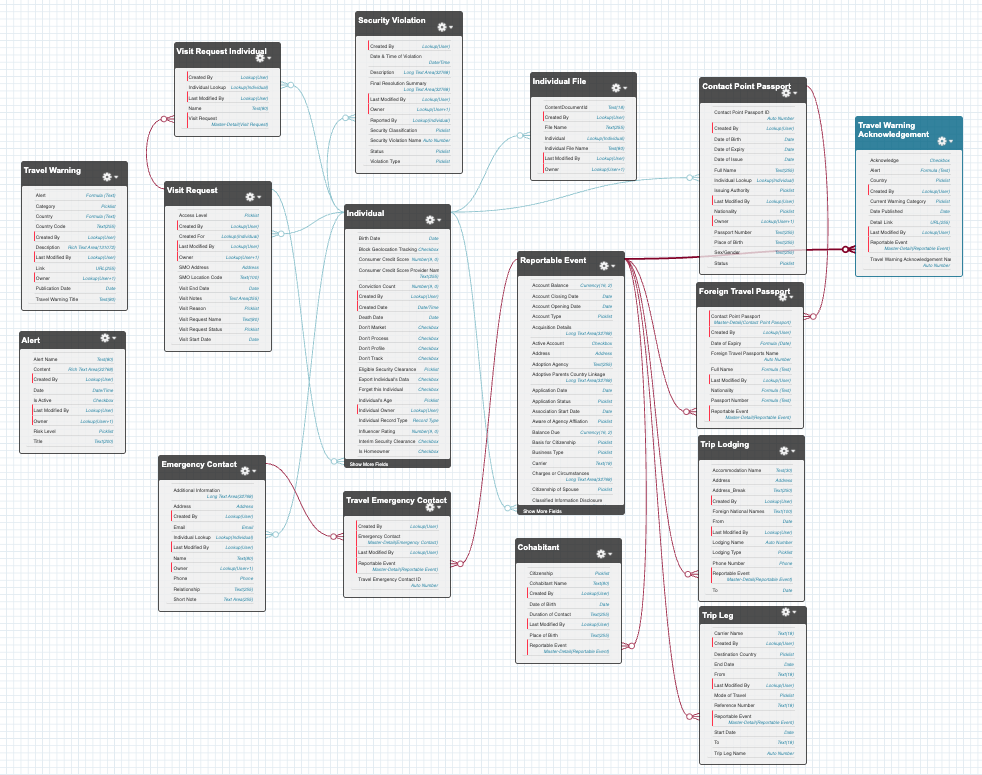 Security Violation
Created By Lookup(User)
Date & Time of Violation
Date/Time
Description Long Text Area(32768)
Final Resolution Summary
Long Text Area(32768)
Last Modified By Lookup(User)
Owner Lookup(User+1)
Reported By Lookup(Individual)
Security Classification Picklist
Security Violation Name Auto Number
Status Picklist
Violation Type Picklist
Visit Request Individual
Created By Lookup(User)
Individual Lookup Lookup(Individual)
Last Modified By Lookup(User)
Name Text(80)
Visit Request
Master-Detail(Visit Request)
Individual File
ContentDocumentId Text(18)
Created By Lookup(User)
File Name Text(255)
Individual Lookup(Individual)
Individual File Name Text(80)
Last Modified By Lookup(User)
Owner Lookup(User+1)
Contact Point Passport
Contact Point Passport ID
Auto Number
Created By Lookup(User)
Date of Birth Date
Date of Expiry Date
Date of Issue Date
Full Name Text(255)
Individual Lookup Lookup(Individual)
Issuing Authority Picklist
Last Modified By Lookup(User)
Nationality Picklist
Owner Lookup(User+1)
Passport Number Text(255)
Place of Birth Text(255)
Sex/Gender
Status Picklist
Travel Warning
Acknowledgement
Acknowledge Checkbox
Alert Formula (Text)
Country Picklist
Created By Lookup(User)
Current Warning Category Picklist
Date Published Date
Detail Link URL(255)
Last Modified By Lookup(User)
Reportable Event
Master-Detail(Reportable Event)
Travel Warning Acknowledgement Nam
Auto Number
Travel Warning
Alert Formula (Text)
Category Picklist
Country Formula (Text)
Country Code Text(255)
Created By Lookup(User)
Description Rich Text Area(131072)
Last Modified By Lookup(User)
Link URL(255)
Owner Lookup(User+1)
Publication Date Date
Travel Warning Title Text(80)
Visit Request
Access Level Picklist
Created By Lookup(User)
Created For Lookup(Individual)
Last Modified By Lookup(User)
Owner Lookup(User+1)
SMO Address Address
SMO Location Code Text(100)
Visit End Date Date
Visit Notes Text Area(255)
Visit Reason Picklist
Visit Request Name Text(80)
Visit Request Status Picklist
Visit Start Date Date
Individual
Birth Date Date
Block Geolocation Tracking Checkbox
Consumer Credit Score Number(9, 0)
Consumer Credit Score Provider Name
Text(255)
Conviction Count Number(9, 0)
Created By Lookup(User)
Created Date Date/Time
Death Date Date
Don't Market Checkbox
Don't Process Checkbox
Don't Profile Checkbox
Don't Track Checkbox
Eligible Security Clearance Picklist
Export Individual's Data Checkbox
Forget this Individual Checkbox
Individual's Age Picklist
Individual Owner Lookup(User)
Individual Record Type Record Type
Influencer Rating Number(9, 0)
Interim Security Clearance Checkbox
Is Homeowner Checkbox
Show More Fields
Reportable Event
Account Balance Currency(16, 2)
Account Closing Date Date
Account Opening Date Date
Account Type Picklist
Acquisition Details
Long Text Area(32768)
Active Account Checkbox
Address Address
Adoption Agency Text(255)
Adoptive Parents Country Linkage
Long Text Area(32768)
Application Date Date
Application Status Picklist
Association Start Date Date
Aware of Agency Affiliation Picklist
Balance Due Currency(16, 2)
Basis for Citizenship Picklist
Business Type Picklist
Carrier Text(18)
Charges or Circumstances
Long Text Area(32768)
Citizenship of Spouse Picklist
Classified Information Disclosure
Show More Fields
Foreign Travel Passport
Contact Point Passport
Master-Detail(Contact Point Passport)
Created By Lookup(User)
Date of Expiry Formula (Date)
Foreign Travel Passports Name
Auto Number
Full Name Formula (Text)
Last Modified By Lookup(User)
Nationality Formula (Text)
Passport Number Formula (Text)
Reportable Event
Master-Detail(Reportable Event)
Alert
Alert Name Text(80)
Content Rich Text Area(32768)
Created By Lookup(User)
Date Date/Time
Is Active Checkbox
Last Modified By Lookup(User)
Owner Lookup(User+1)
Risk Level Picklist
Title Text(250)
Emergency Contact
Additional Information
Long Text Area(32768)
Address Address
Created By Lookup(User)
Email Email
Individual Lookup Lookup(Individual)
Last Modified By Lookup(User)
Name Text(80)
Owner Lookup(User+1)
Phone Phone
Relationship Text(255)
Short Note Text Area(255)
Travel Emergency Contact
Created By Lookup(User)
Emergency Contact
Master-Detail(Emergency Contact)
Last Modified By Lookup(User)
Reportable Event
Master-Detail(Reportable Event)
Travel Emergency Contact ID
Auto Number
Cohabitant
Citizenship Picklist
Cohabitant Name Text(80)
Created By Lookup(User)
Date of Birth Date
Duration of Contact Text(255)
Last Modified By Lookup(User)
Place of Birth Text(255)
Reportable Event
Master-Detail(Reportable Event)
Trip Lodging
Accommodation Name Text(30)
Address Address
Address_Break Text(250)
Created By Lookup(User)
Foreign National Names Text(100)
From Date
Last Modified By Lookup(User)
Lodging Name Auto Number
Lodging Type Picklist
Phone Number Phone
Reportable Event
Master-Detail(Reportable Event)
To Date
Trip Leg
Carrier Name Text(18)
Created By Lookup(User)
Destination Country Picklist
End Date Date
From Text(18)
Last Modified By Lookup(User)
Mode of Travel Picklist
Reference Number Text(18)
Reportable Event
Master-Detail(Reportable Event)
Start Date Date
To Text(18)
Trip Leg Name Auto Number